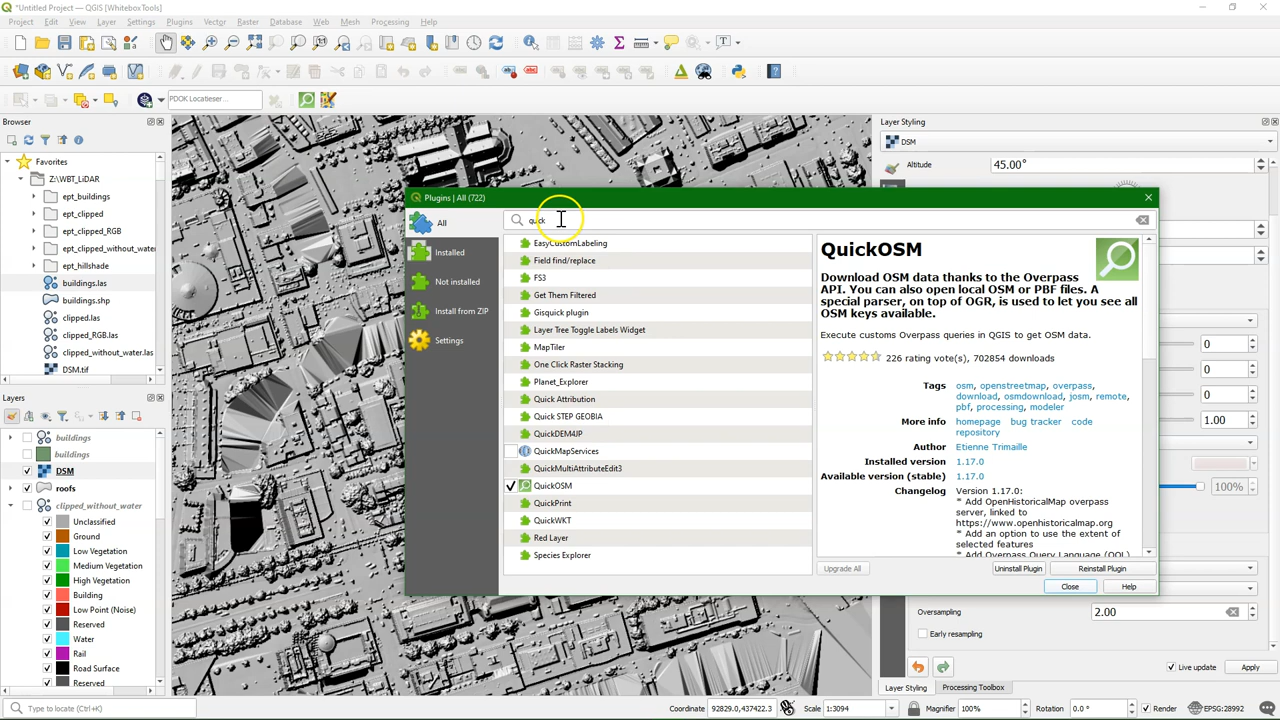 *Untitled Project — QGIS [WhiteboxTools]
Project Edit View Layer Settings Plugins Vector Raster Database Web Mesh Processing Help
PDOK Locatieser...
Browser
Favorites
Z:\WBT_LiDAR
ept_buildings
ept_clipped
ept_clipped_RGB
ept_clipped_without_water
ept_hillshade
buildings.las
buildings.shp
clipped.las
clipped_RGB.las
clipped_without_water.las
DSM.tif
Layers
buildings
buildings
DSM
roofs
clipped_without_water
Unclassified
Ground
Low Vegetation
Medium Vegetation
High Vegetation
Building
Low Point (Noise)
Reserved
Water
Rail
Road Surface
Reserved
Plugins | All (722)
All
Installed
Not installed
Install from ZIP
Settings
quick
EasyCustomLabeling
Field find/replace
FS3
Get Them Filtered
Gisquick plugin
Layer Tree Toggle Labels Widget
MapTiler
One Click Raster Stacking
Planet_Explorer
Quick Attribution
Quick STEP GEOBIA
QuickDEM4JP
QuickMapServices
QuickMultiAttributeEdit3
QuickOSM
QuickPrint
QuickWKT
Red Layer
Species Explorer
QuickOSM
Download OSM data thanks to the Overpass
API. You can also open local OSM or PBF files. A
special parser, on top of OGR, is used to let you see all
OSM keys available.
Execute customs Overpass queries in QGIS to get OSM data.
226 rating vote(s), 702854 downloads
Tags osm, openstreetmap, overpass,
download, osmdownload, josm, remote,
pbf, processing, modeler
More info homepage bug tracker code
repository
Author Etienne Trimaille
Installed version 1.17.0
Available version (stable) 1.17.0
Changelog Version 1.17.0:
* Add OpenHistoricalMap overpass
server, linked to
https://www.openhistoricalmap.org
* Add an option to use the extent of
selected features
* Add Overpass Query Language (OQL)
Upgrade All Uninstall Plugin Reinstall Plugin
Close Help
Layer Styling
DSM
Altitude 45.00°
0
0
0
1.00
100%
Oversampling 2.00
Early resampling
Live update Apply
Layer Styling Processing Toolbox
Type to locate (Ctrl+K) Coordinate 92829.0,437422.3 Scale 1:3094 Magnifier 100% Rotation 0.0 ° Render EPSG:28992